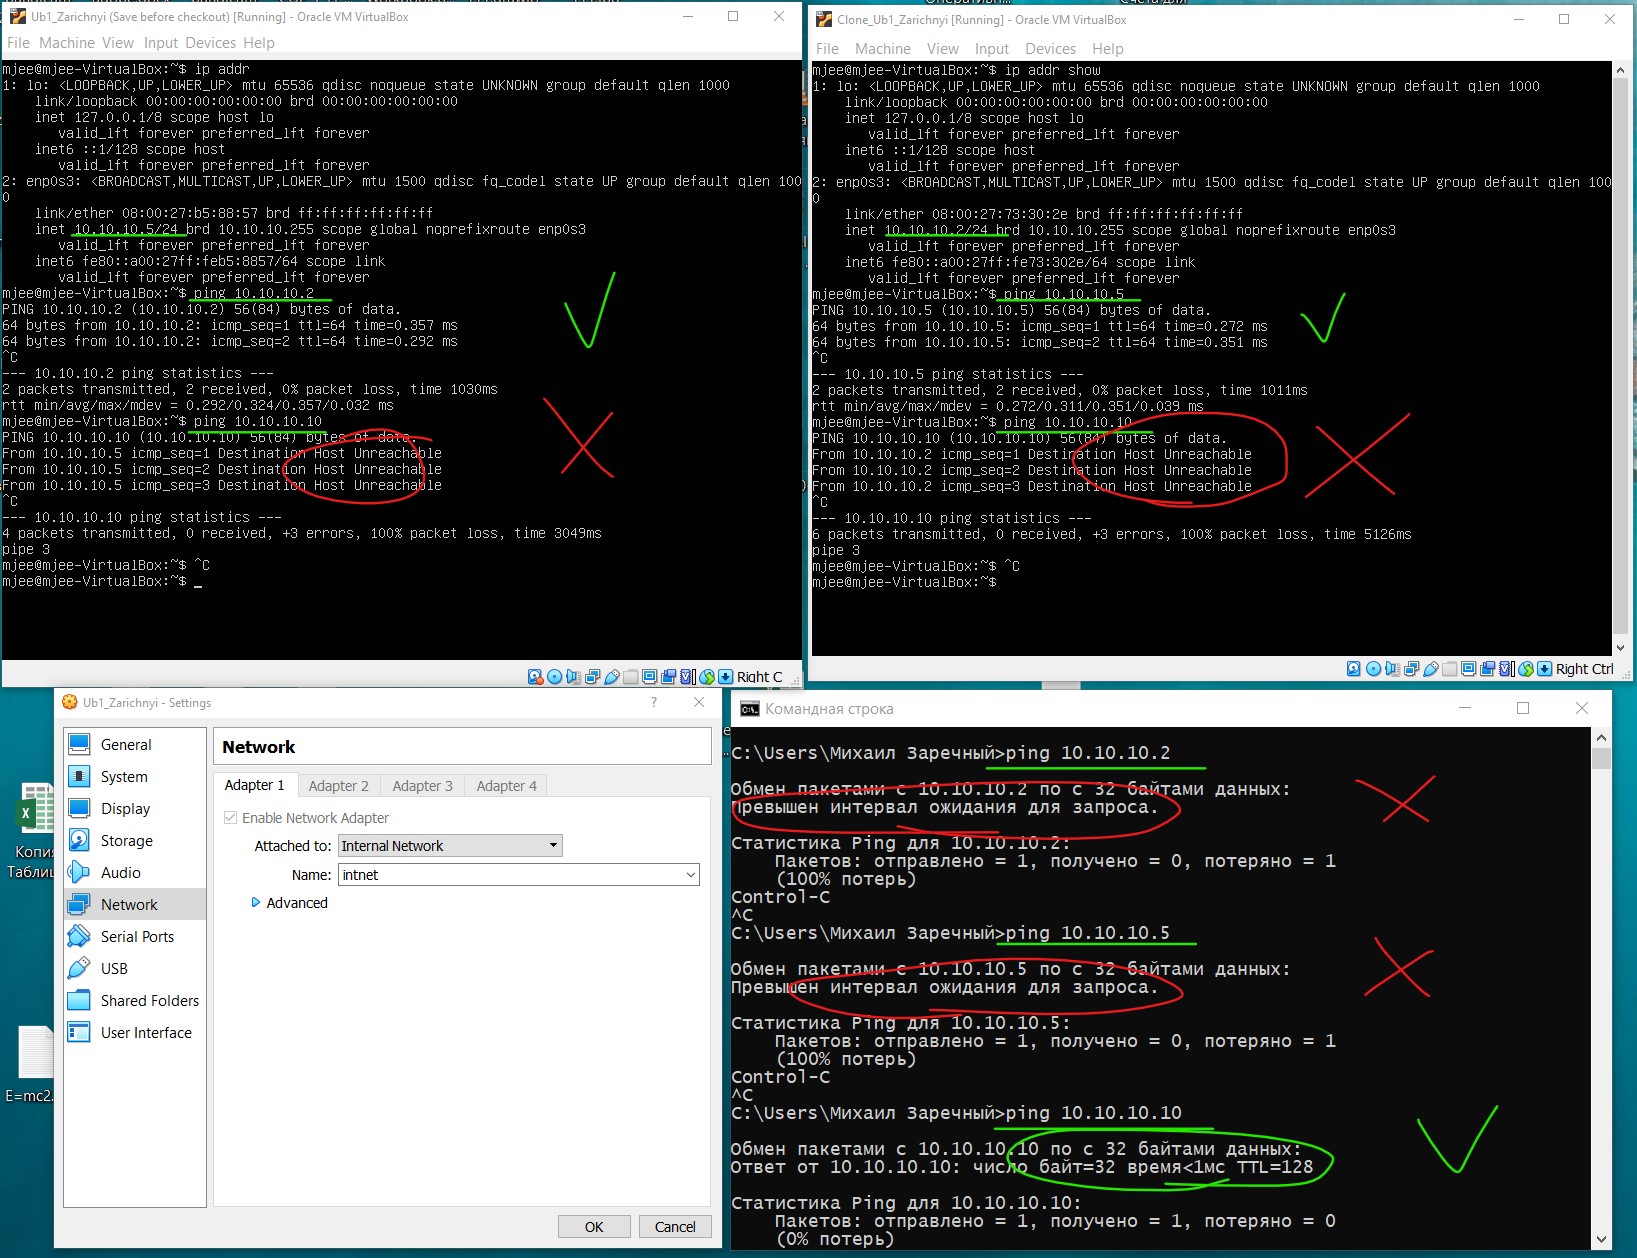 Ub1_Zarichnyi (Save before checkout) [Running] - Oracle VM VirtualBox
File Machine View Input Devices Help
mjee@mjee-VirtualBox:~$ ip addr
1: lo: <LOOPBACK,UP,LOWER_UP> mtu 65536 qdisc noqueue state UNKNOWN group default qlen 1000
link/loopback 00:00:00:00:00:00 brd 00:00:00:00:00:00
inet 127.0.0.1/8 scope host lo
valid_lft forever preferred_lft forever
inet6 ::1/128 scope host
valid_lft forever preferred_lft forever
2: enp0s3: <BROADCAST,MULTICAST,UP,LOWER_UP> mtu 1500 qdisc fq_codel state UP group default qlen 100
0
link/ether 08:00:27:b5:88:57 brd ff:ff:ff:ff:ff:ff
inet 10.10.10.5/24 brd 10.10.10.255 scope global noprefixroute enp0s3
valid_lft forever preferred_lft forever
inet6 fe80::a00:27ff:feb5:8857/64 scope link
valid_lft forever preferred_lft forever
mjee@mjee-VirtualBox:~$ ping 10.10.10.2
PING 10.10.10.2 (10.10.10.2) 56(84) bytes of data.
64 bytes from 10.10.10.2: icmp_seq=1 ttl=64 time=0.357 ms
64 bytes from 10.10.10.2: icmp_seq=2 ttl=64 time=0.292 ms
^C
--- 10.10.10.2 ping statistics ---
2 packets transmitted, 2 received, 0% packet loss, time 1030ms
rtt min/avg/max/mdev = 0.292/0.324/0.357/0.032 ms
mjee@mjee-VirtualBox:~$ ping 10.10.10.10
PING 10.10.10.10 (10.10.10.10) 56(84) bytes of data.
From 10.10.10.5 icmp_seq=1 Destination Host Unreachable
From 10.10.10.5 icmp_seq=2 Destination Host Unreachable
From 10.10.10.5 icmp_seq=3 Destination Host Unreachable
^C
--- 10.10.10.10 ping statistics ---
4 packets transmitted, 0 received, +3 errors, 100% packet loss, time 3049ms
pipe 3
mjee@mjee-VirtualBox:~$ ^C
mjee@mjee-VirtualBox:~$ _
Right C
Clone_Ub1_Zarichnyi [Running] - Oracle VM VirtualBox
File Machine View Input Devices Help
mjee@mjee-VirtualBox:~$ ip addr show
1: lo: <LOOPBACK,UP,LOWER_UP> mtu 65536 qdisc noqueue state UNKNOWN group default qlen 1000
link/loopback 00:00:00:00:00:00 brd 00:00:00:00:00:00
inet 127.0.0.1/8 scope host lo
valid_lft forever preferred_lft forever
inet6 ::1/128 scope host
valid_lft forever preferred_lft forever
2: enp0s3: <BROADCAST,MULTICAST,UP,LOWER_UP> mtu 1500 qdisc fq_codel state UP group default qlen 100
0
link/ether 08:00:27:73:30:2e brd ff:ff:ff:ff:ff:ff
inet 10.10.10.2/24 brd 10.10.10.255 scope global noprefixroute enp0s3
valid_lft forever preferred_lft forever
inet6 fe80::a00:27ff:fe73:302e/64 scope link
valid_lft forever preferred_lft forever
mjee@mjee-VirtualBox:~$ ping 10.10.10.5
PING 10.10.10.5 (10.10.10.5) 56(84) bytes of data.
64 bytes from 10.10.10.5: icmp_seq=1 ttl=64 time=0.272 ms
64 bytes from 10.10.10.5: icmp_seq=2 ttl=64 time=0.351 ms
^C
--- 10.10.10.5 ping statistics ---
2 packets transmitted, 2 received, 0% packet loss, time 1011ms
rtt min/avg/max/mdev = 0.272/0.311/0.351/0.039 ms
mjee@mjee-VirtualBox:~$ ping 10.10.10.10
PING 10.10.10.10 (10.10.10.10) 56(84) bytes of data.
From 10.10.10.2 icmp_seq=1 Destination Host Unreachable
From 10.10.10.2 icmp_seq=2 Destination Host Unreachable
From 10.10.10.2 icmp_seq=3 Destination Host Unreachable
^C
--- 10.10.10.10 ping statistics ---
6 packets transmitted, 0 received, +3 errors, 100% packet loss, time 5126ms
pipe 3
mjee@mjee-VirtualBox:~$ ^C
mjee@mjee-VirtualBox:~$
Right Ctrl
Ub1_Zarichnyi - Settings
General
System
Display
Storage
Audio
Network
Serial Ports
USB
Shared Folders
User Interface
Network
Adapter 1 Adapter 2 Adapter 3 Adapter 4
Enable Network Adapter
Attached to: Internal Network
Name: intnet
Advanced
OK Cancel
Копия
Таблиц
E=mc2.
Командная строка
C:\Users\Михаил Заречный>ping 10.10.10.2
Обмен пакетами с 10.10.10.2 по с 32 байтами данных:
Превышен интервал ожидания для запроса.
Статистика Ping для 10.10.10.2:
Пакетов: отправлено = 1, получено = 0, потеряно = 1
(100% потерь)
Control-C
^C
C:\Users\Михаил Заречный>ping 10.10.10.5
Обмен пакетами с 10.10.10.5 по с 32 байтами данных:
Превышен интервал ожидания для запроса.
Статистика Ping для 10.10.10.5:
Пакетов: отправлено = 1, получено = 0, потеряно = 1
(100% потерь)
Control-C
^C
C:\Users\Михаил Заречный>ping 10.10.10.10
Обмен пакетами с 10.10.10.10 по с 32 байтами данных:
Ответ от 10.10.10.10: число байт=32 время<1мс TTL=128
Статистика Ping для 10.10.10.10:
Пакетов: отправлено = 1, получено = 1, потеряно = 0
(0% потерь)